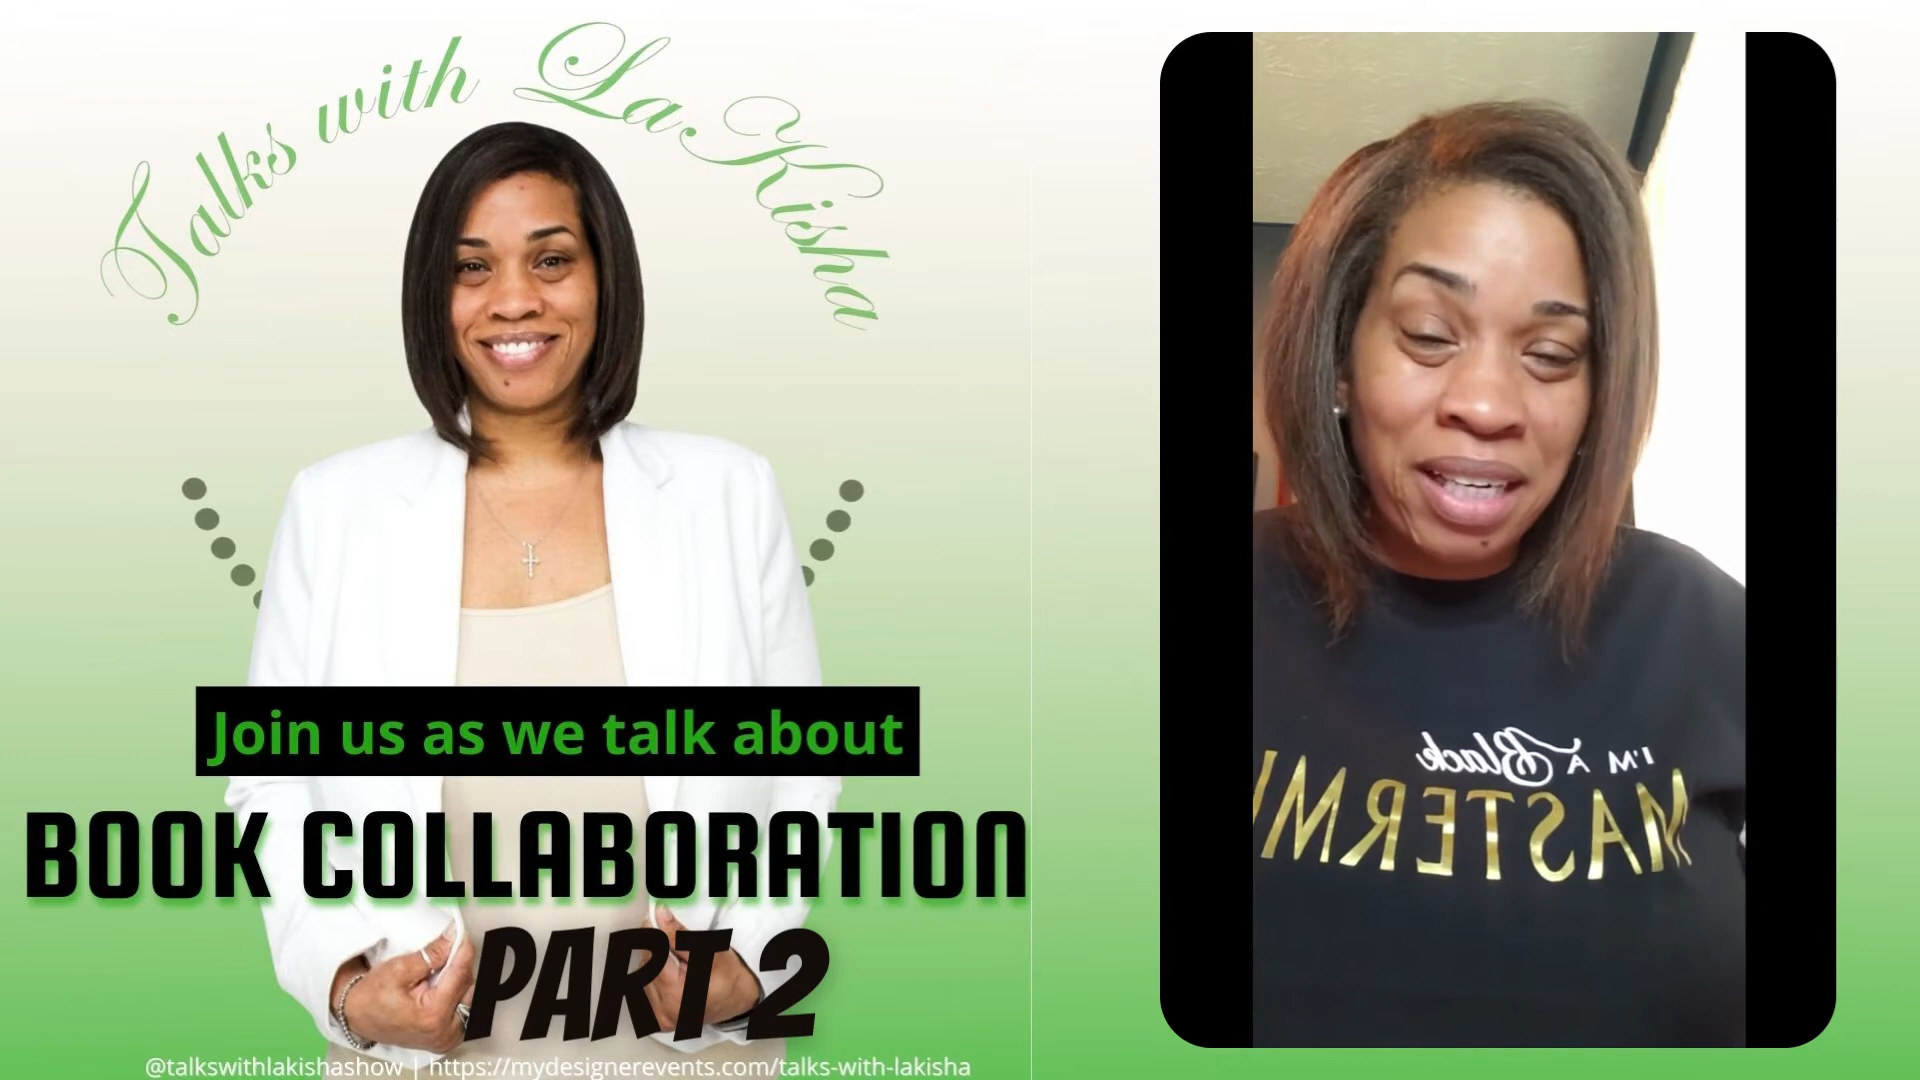 Talks with LaKisha
Join us as we talk about
BOOK COLLABORATION
PART 2
@talkswithlakishashow | https://mydesignerevents.com/talks-with-lakisha
I'M A Black
MASTERM